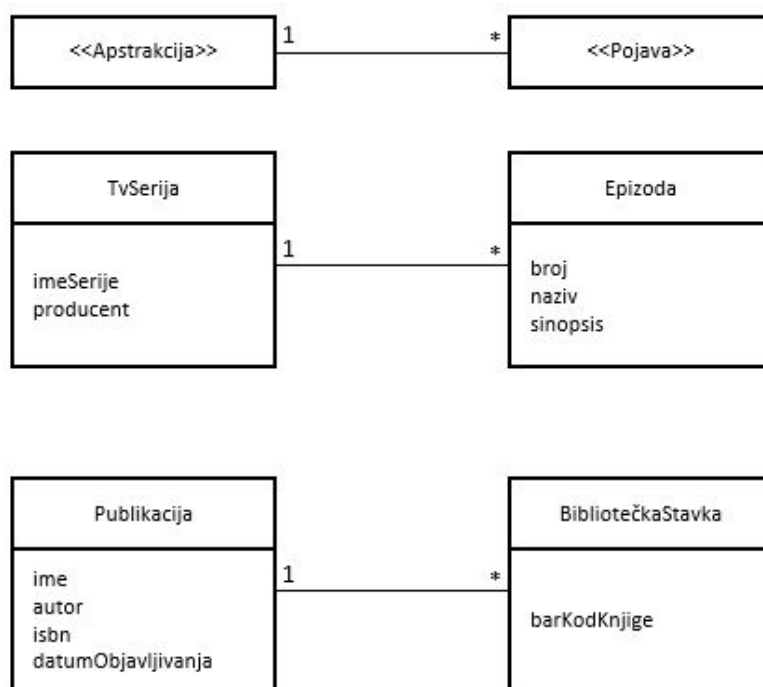 <<Apstrakcija>>
1
*
<<Pojava>>
TvSerija
imeSerije
producent
1
*
Epizoda
broj
naziv
sinopsis
Publikacija
ime
autor
isbn
datumObjavljivanja
1
*
BibliotečkaStavka
barKodKnjige